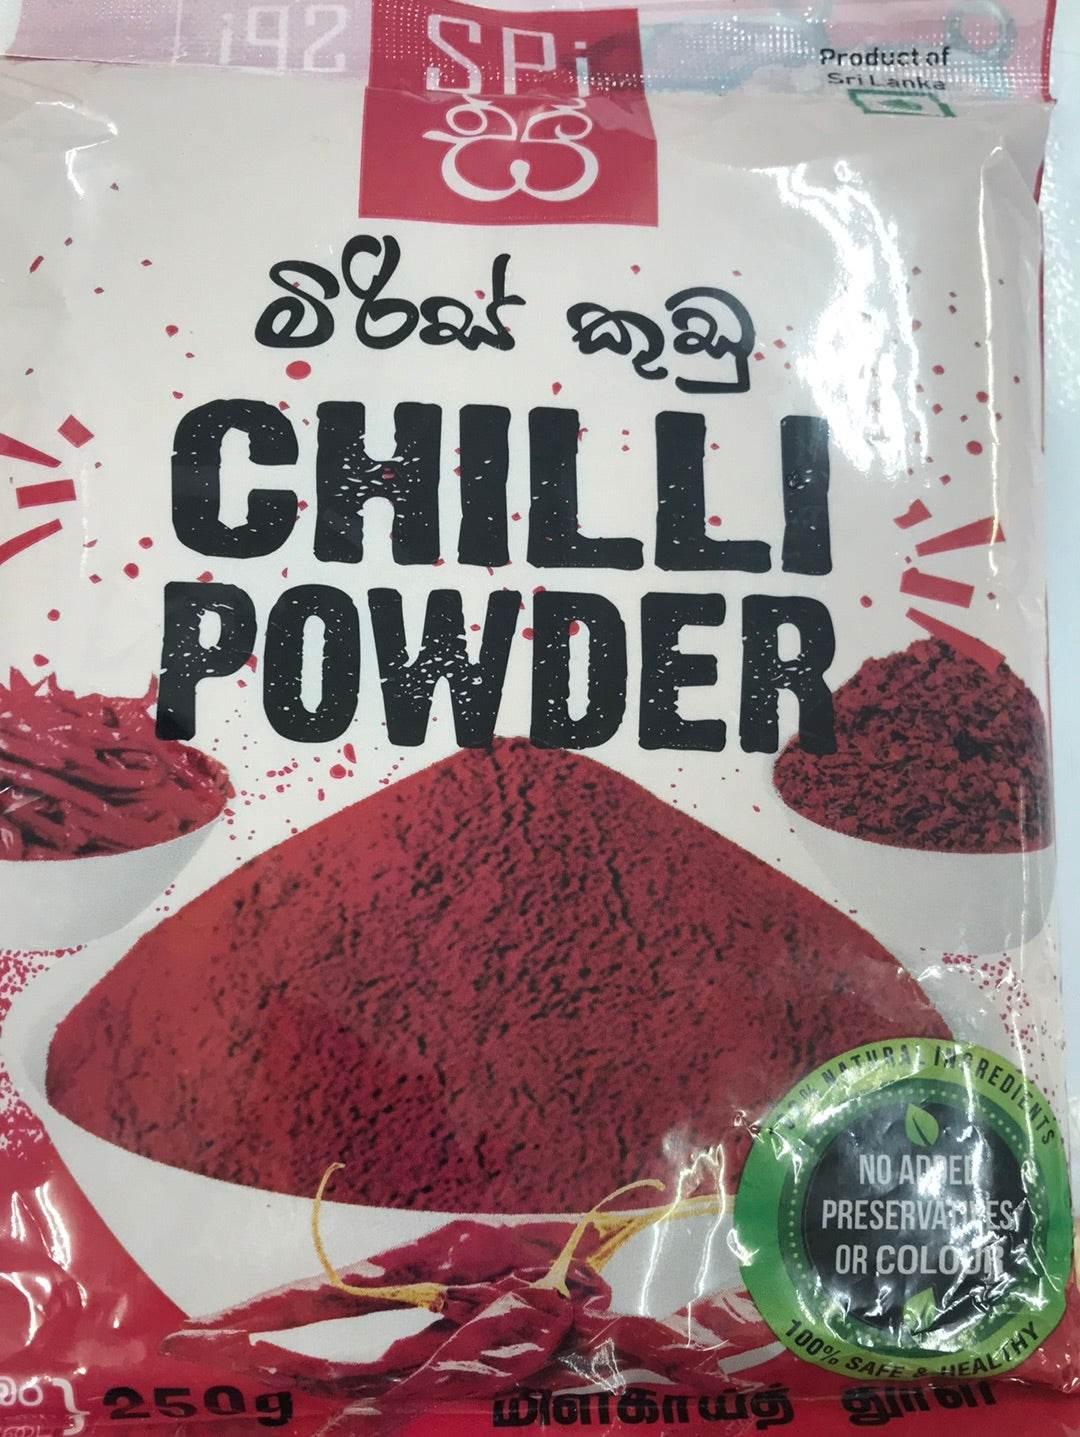 SPi
Product of
Sri Lanka
මිරිස් කුඩු
CHILLI
POWDER
100% NATURAL INGREDIENTS
NO ADDED
PRESERVATIVES
OR COLOUR
100% SAFE & HEALTHY
250g
மிளகாய்த் தூள்